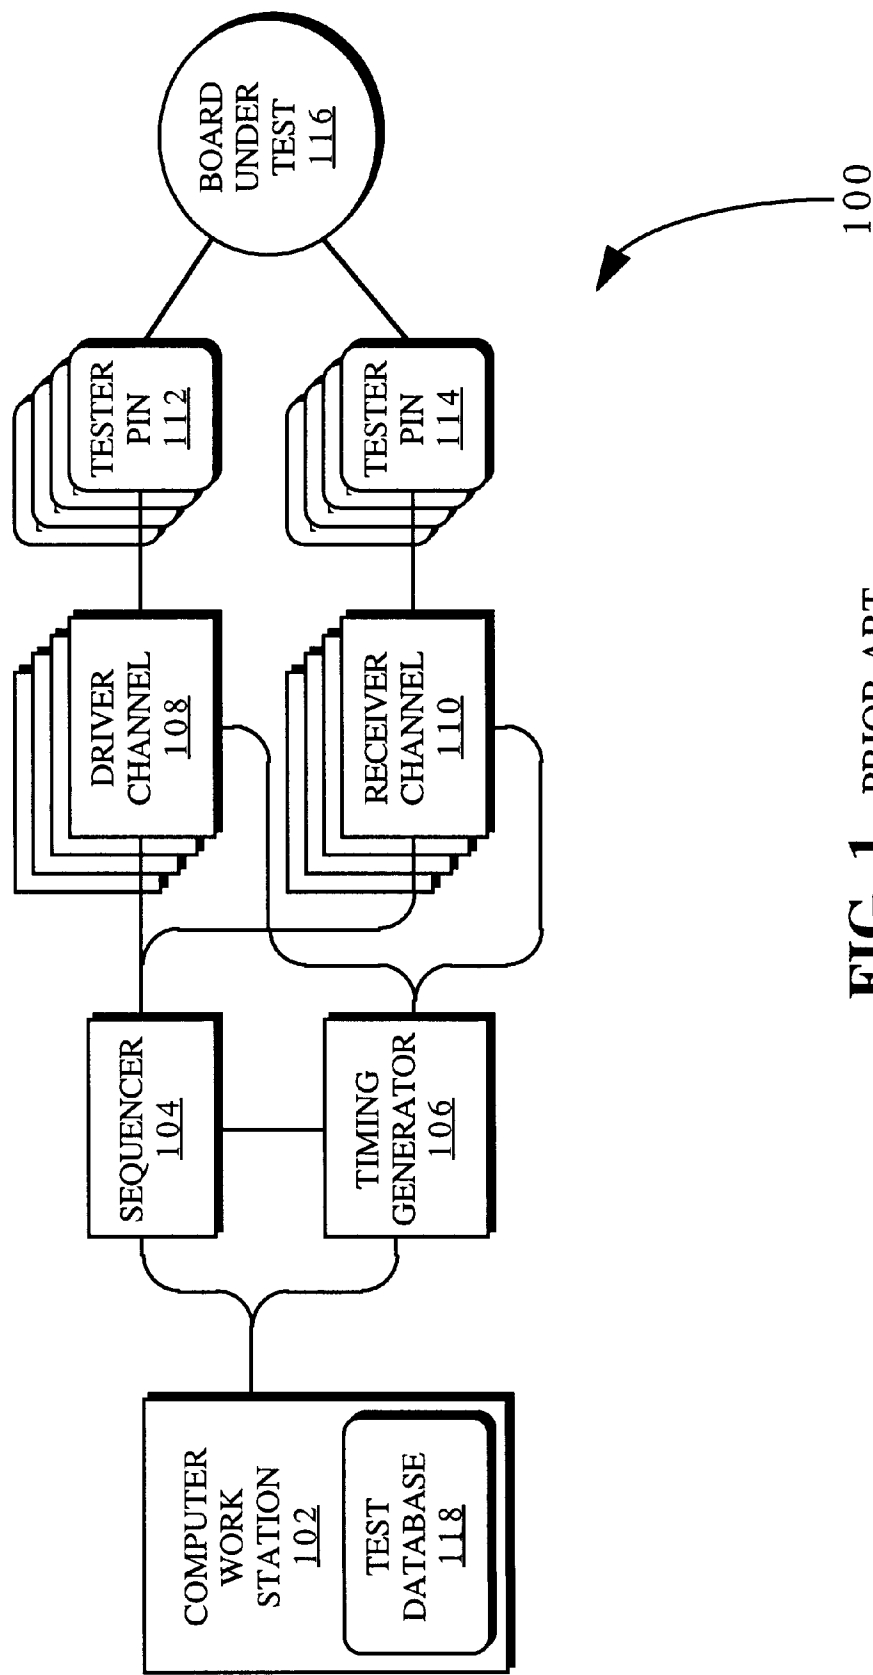 COMPUTER
WORK
STATION
102
TEST
DATABASE
118
SEQUENCER
104
TIMING
GENERATOR
106
DRIVER
CHANNEL
108
RECEIVER
CHANNEL
110
TESTER
PIN
112
TESTER
PIN
114
BOARD
UNDER
TEST
116
100
FIG. 1 PRIOR ART